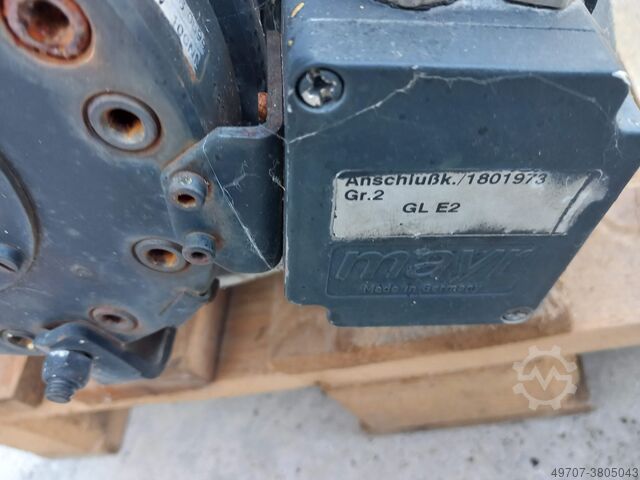 Anschlußk./1801973
Gr.2
GL E2
mayr
Made in Germany
49707-3805043